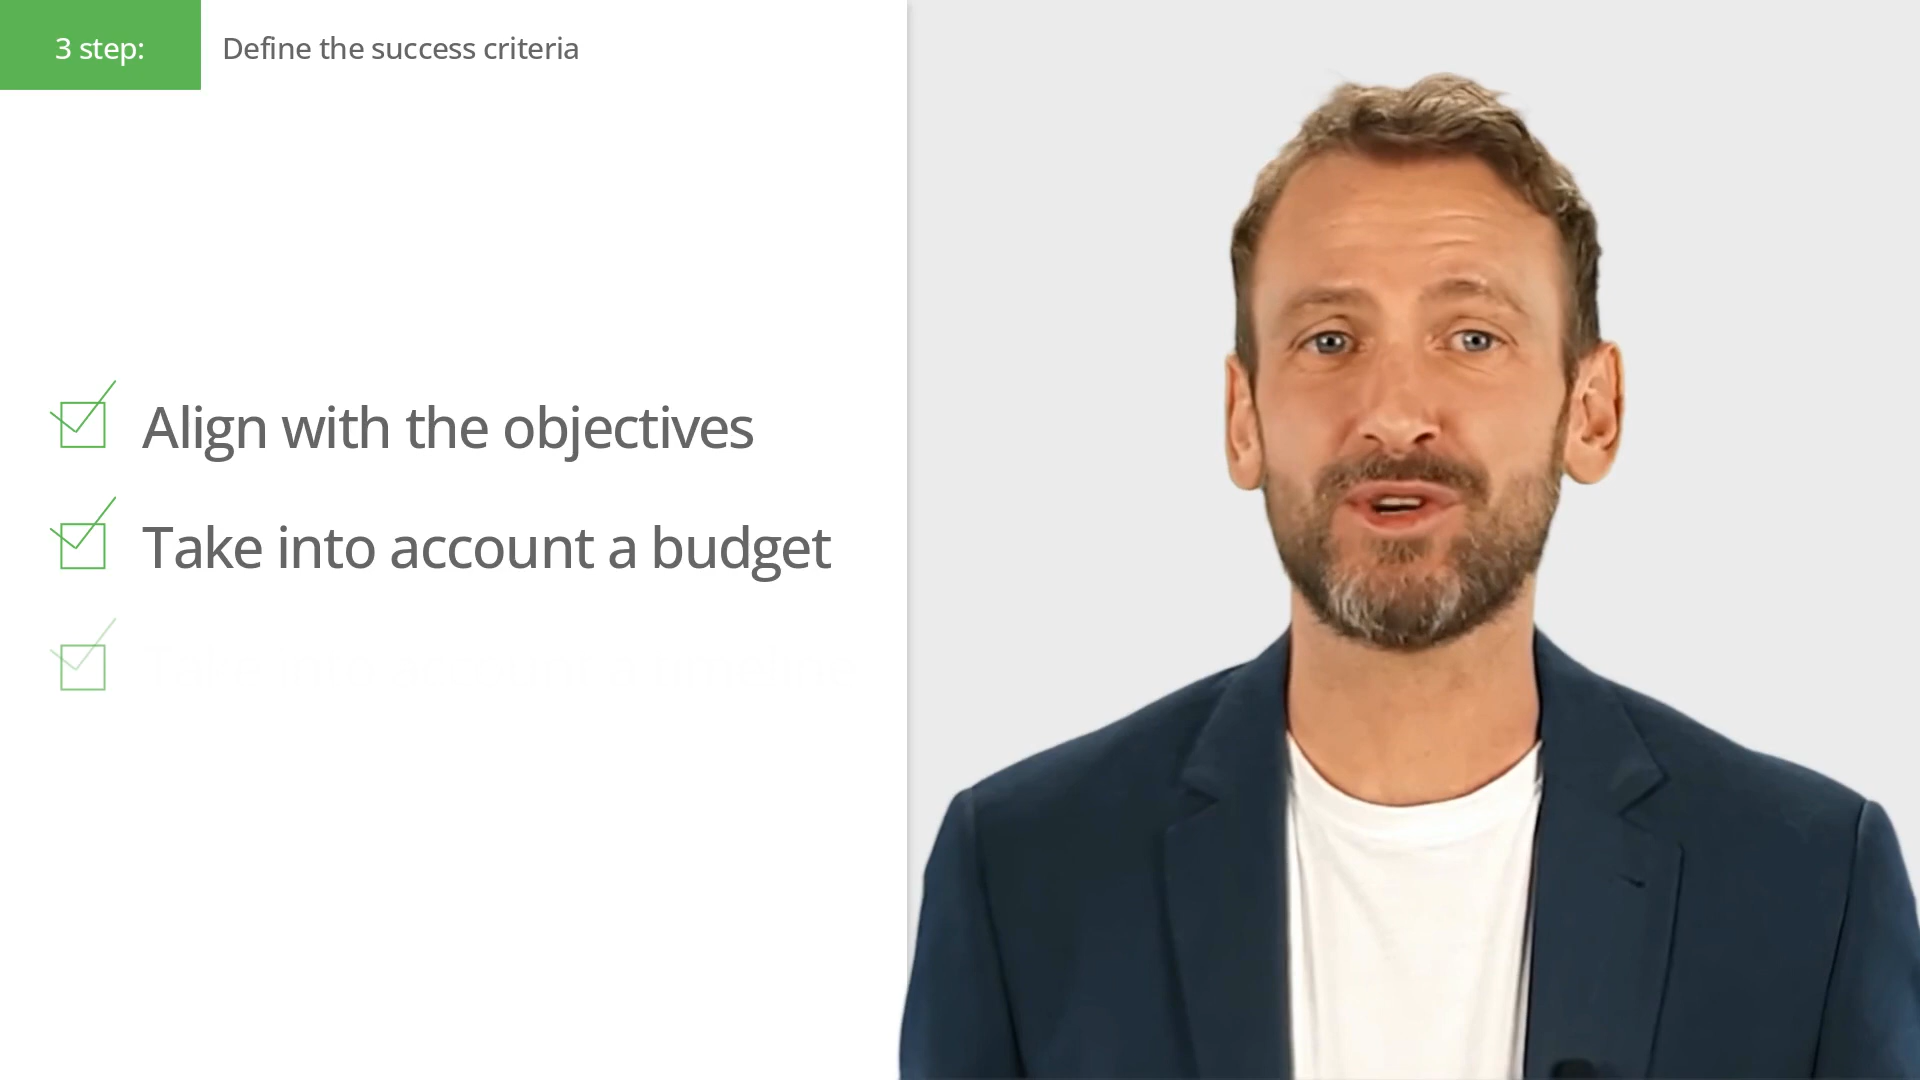 3 step:
Define the success criteria
Align with the objectives
Take into account a budget